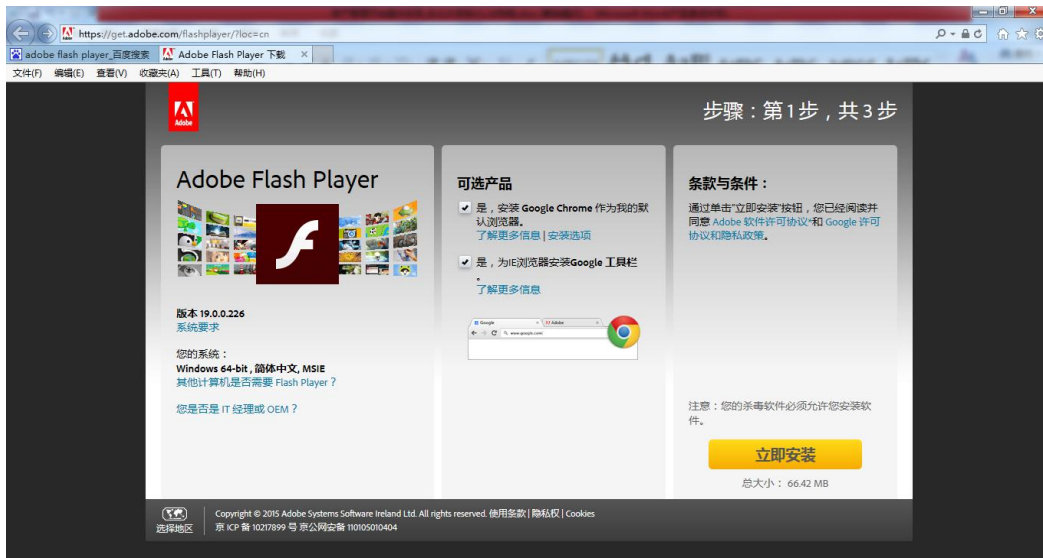 https://get.adobe.com/flashplayer/?loc=cn
adobe flash player_百度搜索
Adobe Flash Player 下载
文件(F) 编辑(E) 查看(V) 收藏夹(A) 工具(T) 帮助(H)
Adobe
步骤：第1步，共3步
Adobe Flash Player
版本 19.0.0.226
系统要求
您的系统：
Windows 64-bit , 简体中文, MSIE
其他计算机是否需要 Flash Player？
您是否是 IT 经理或 OEM？
可选产品
是，安装 Google Chrome 作为我的默
认浏览器。
了解更多信息 | 安装选项
是，为IE浏览器安装Google 工具栏
。
了解更多信息
Google
Adobe
www.google.com
条款与条件：
通过单击“立即安装”按钮，您已经阅读并
同意 Adobe 软件许可协议*和 Google 许可
协议和隐私政策。
注意：您的杀毒软件必须允许您安装软
件。
立即安装
总大小： 66.42 MB
选择地区
Copyright © 2015 Adobe Systems Software Ireland Ltd. All rights reserved. 使用条款 | 隐私权 | Cookies
京 ICP 备 10217899 号 京公网安备 110105010404